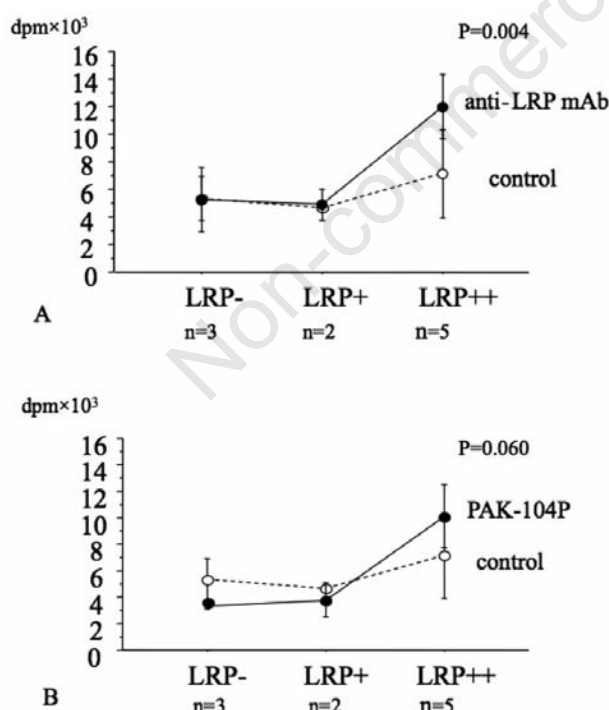 dpm×10³
P=0.004
16
14
12
10
8
6
4
2
0
anti-LRP mAb
control
LRP- LRP+ LRP++
n=3 n=2 n=5
A
Non-commerc
dpm×10³
P=0.060
16
14
12
10
8
6
4
2
0
PAK-104P
control
LRP- LRP+ LRP++
n=3 n=2 n=5
B